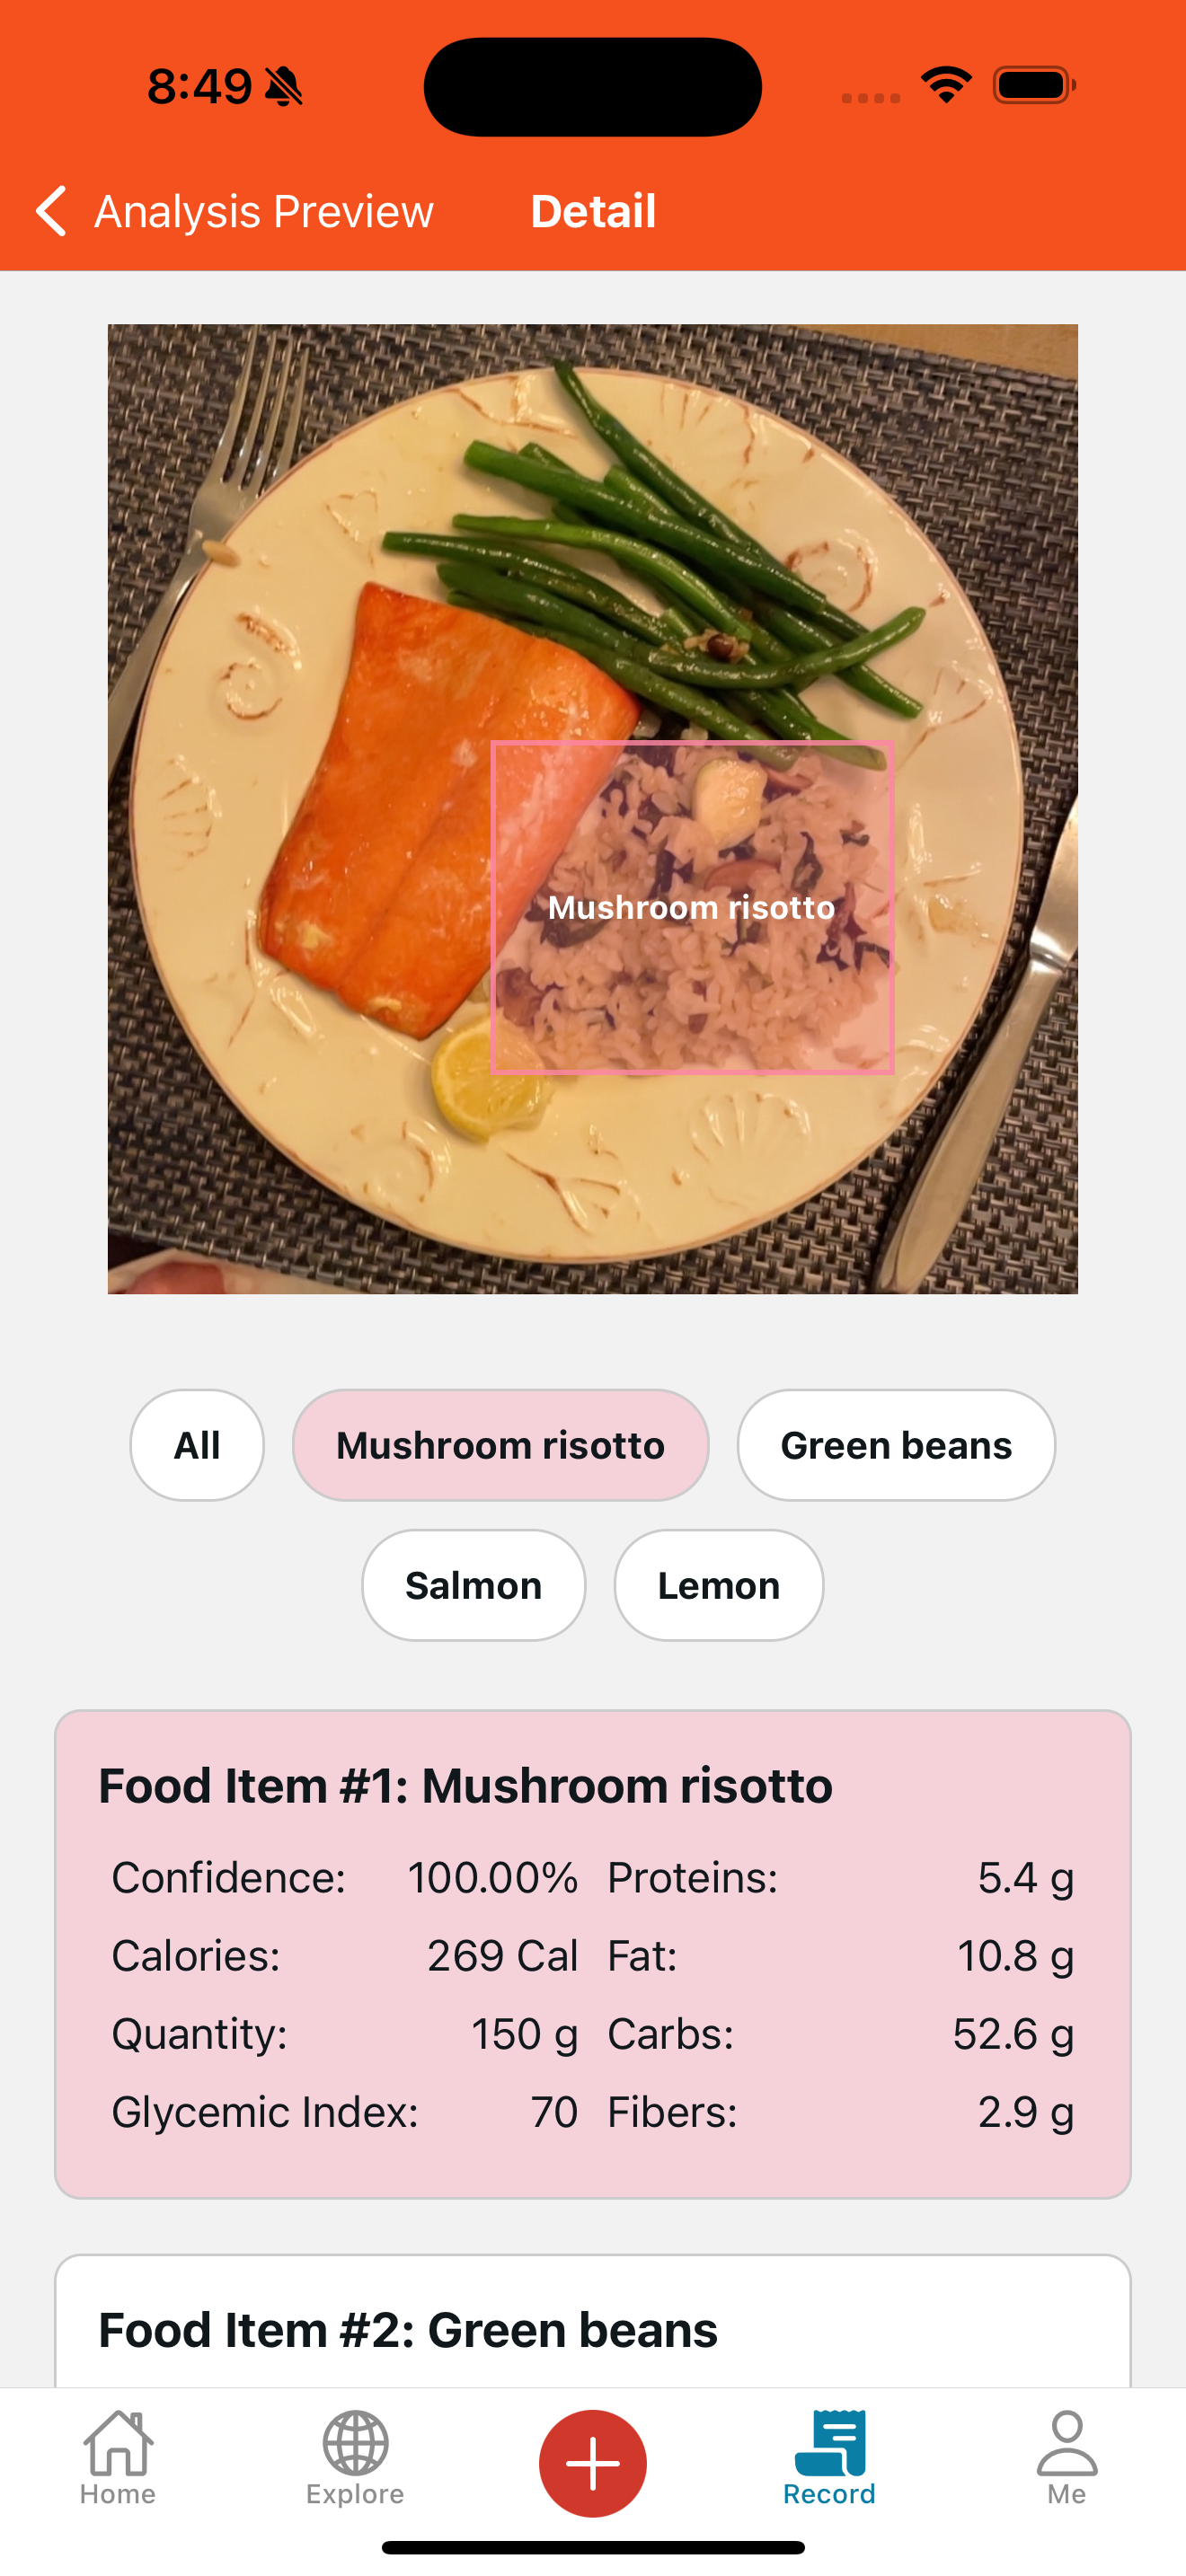 8:49
Analysis Preview Detail
Mushroom risotto
All Mushroom risotto Green beans
Salmon Lemon
Food Item #1: Mushroom risotto
Confidence: 100.00% Proteins: 5.4 g
Calories: 269 Cal Fat: 10.8 g
Quantity: 150 g Carbs: 52.6 g
Glycemic Index: 70 Fibers: 2.9 g
Food Item #2: Green beans
Home Explore Record Me